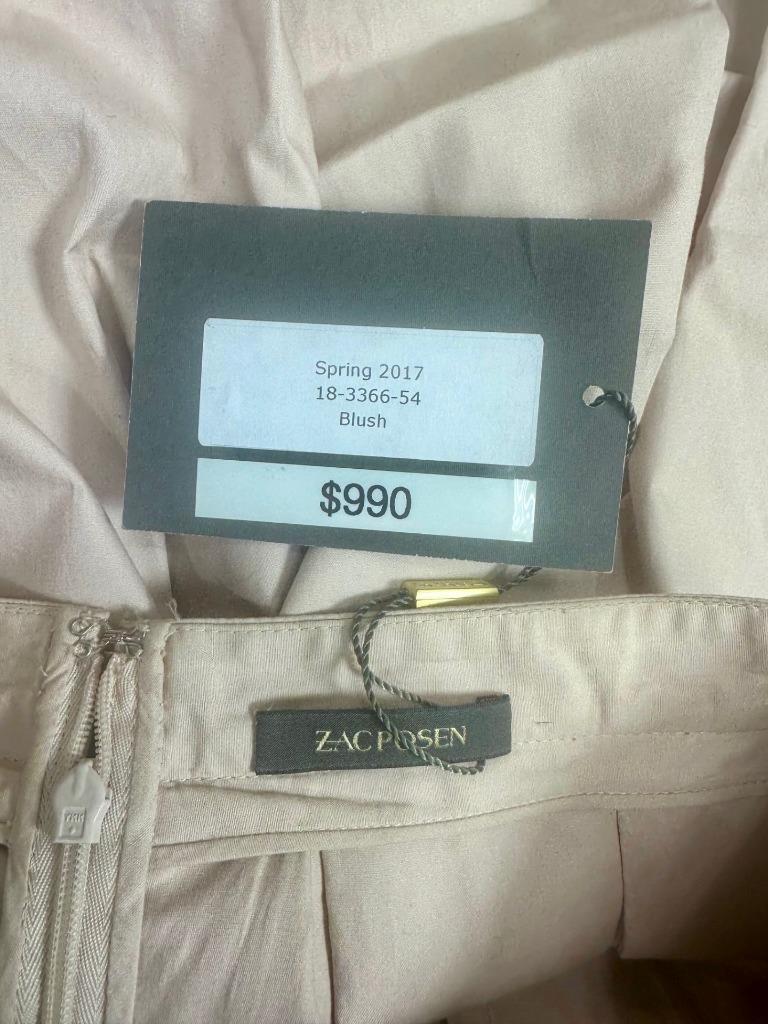 Spring 2017
18-3366-54
Blush
$990
ZAC POSEN